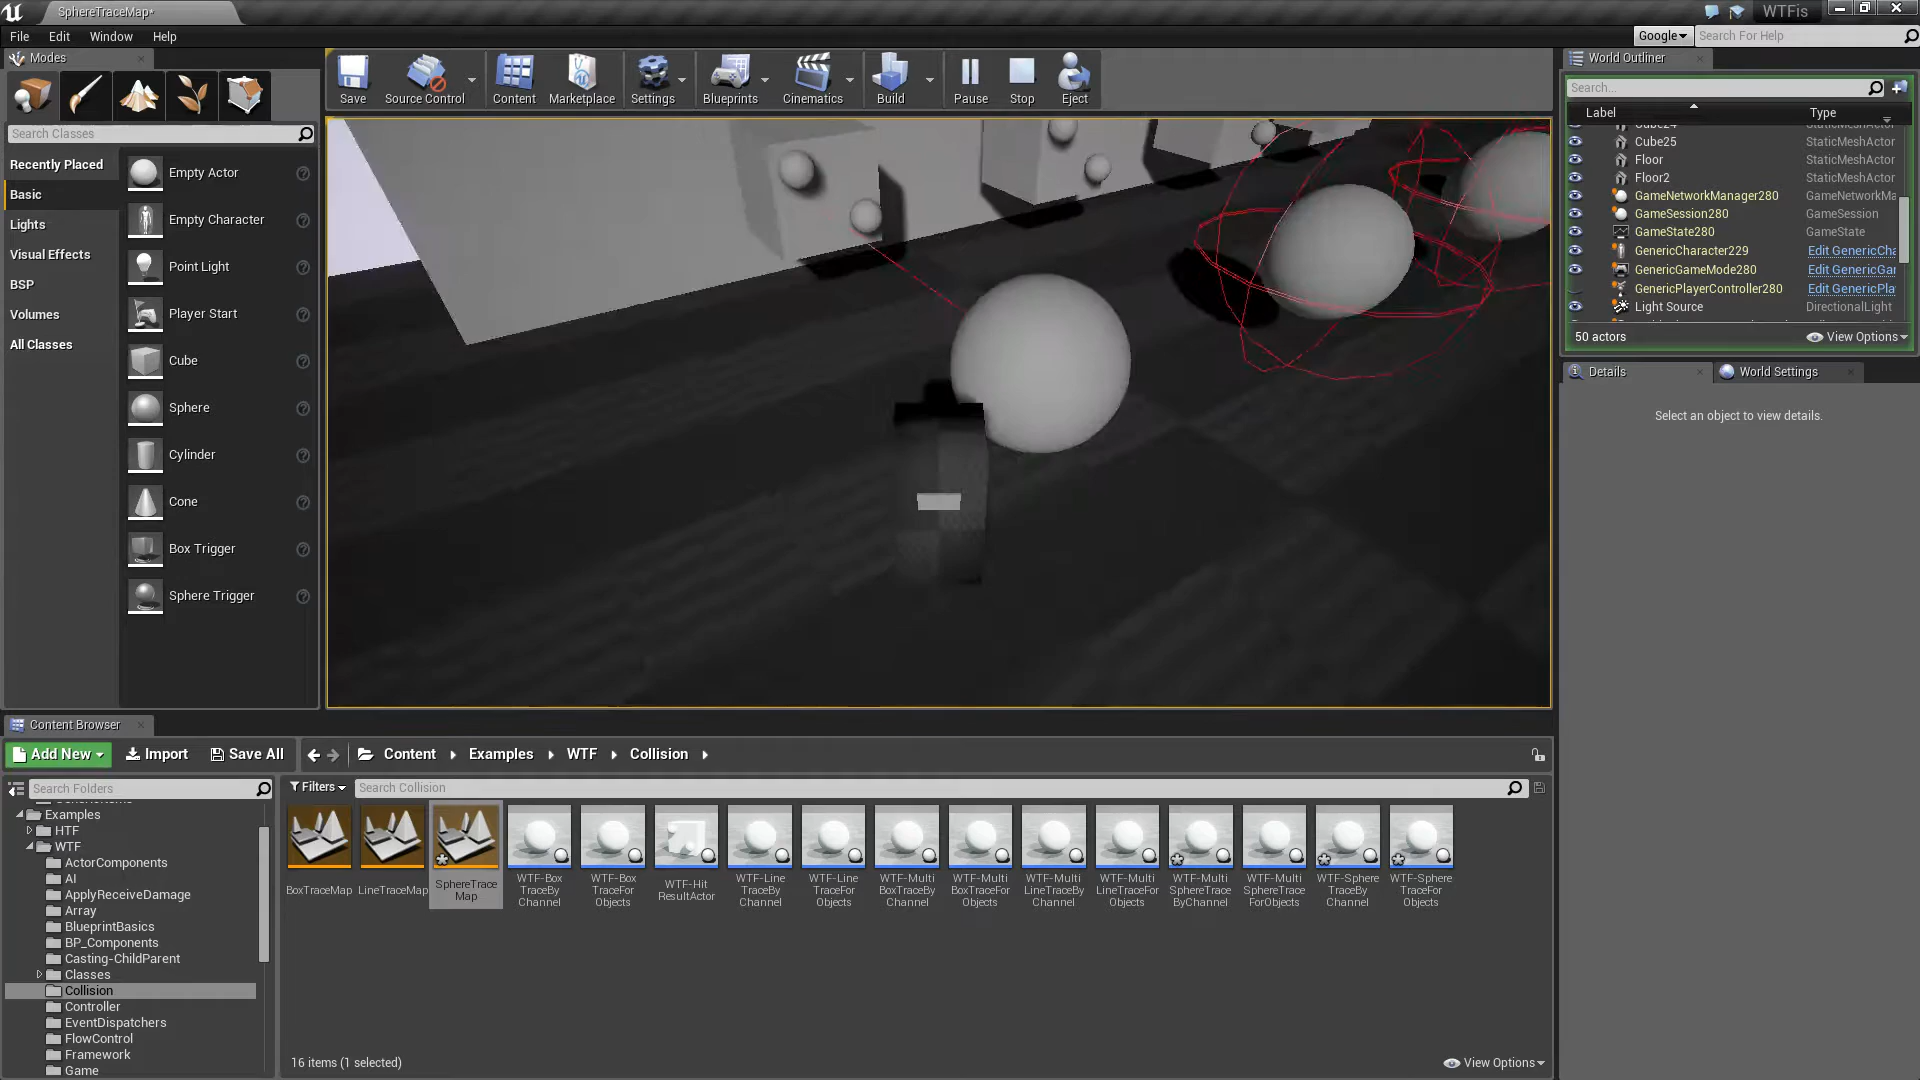 SphereTraceMap*
WTFis
File Edit Window Help
Google
Search For Help
Modes
Search Classes
Recently Placed
Basic
Lights
Visual Effects
BSP
Volumes
All Classes
Empty Actor
Empty Character
Point Light
Player Start
Cube
Sphere
Cylinder
Cone
Box Trigger
Sphere Trigger
Save
Source Control
Content
Marketplace
Settings
Blueprints
Cinematics
Build
Pause
Stop
Eject
World Outliner
Search...
Label Type
Cube24 StaticMeshActor
Cube25 StaticMeshActor
Floor StaticMeshActor
Floor2 StaticMeshActor
GameNetworkManager280 GameNetworkMa
GameSession280 GameSession
GameState280 GameState
GenericCharacter229 Edit GenericCha
GenericGameMode280 Edit GenericGar
GenericPlayerController280 Edit GenericPla
Light Source DirectionalLight
50 actors
View Options
Details
World Settings
Select an object to view details.
Content Browser
Add New
Import
Save All
Content
Examples
WTF
Collision
Search Folders
Filters
Search Collision
Examples
HTF
WTF
ActorComponents
AI
ApplyReceiveDamage
Array
BlueprintBasics
BP_Components
Casting-ChildParent
Classes
Collision
Controller
EventDispatchers
FlowControl
Framework
Game
BoxTraceMap
LineTraceMap
SphereTrace
Map
WTF-Box
TraceBy
Channel
WTF-Box
TraceFor
Objects
WTF-Hit
ResultActor
WTF-Line
TraceBy
Channel
WTF-Line
TraceFor
Objects
WTF-Multi
BoxTraceBy
Channel
WTF-Multi
BoxTraceFor
Objects
WTF-Multi
LineTraceBy
Channel
WTF-Multi
LineTraceFor
Objects
WTF-Multi
SphereTrace
ByChannel
WTF-Multi
SphereTrace
ForObjects
WTF-Sphere
TraceBy
Channel
WTF-Sphere
TraceFor
Objects
16 items (1 selected)
View Options